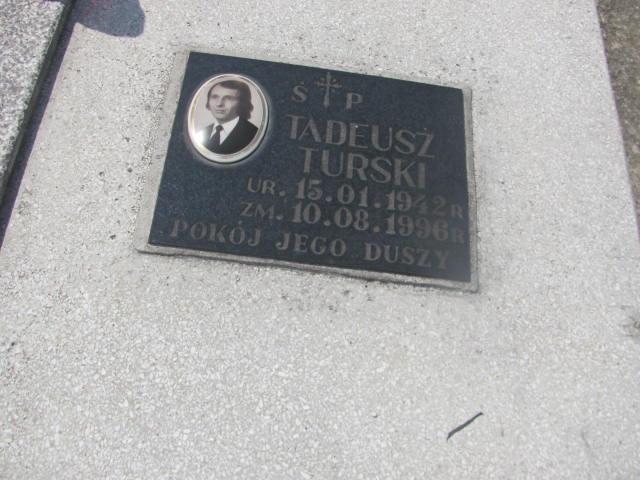 Ś P
TADEUSZ
TURSKI
UR. 15.01.1942R
ZM. 10.08.1996R
POKÓJ JEGO DUSZY